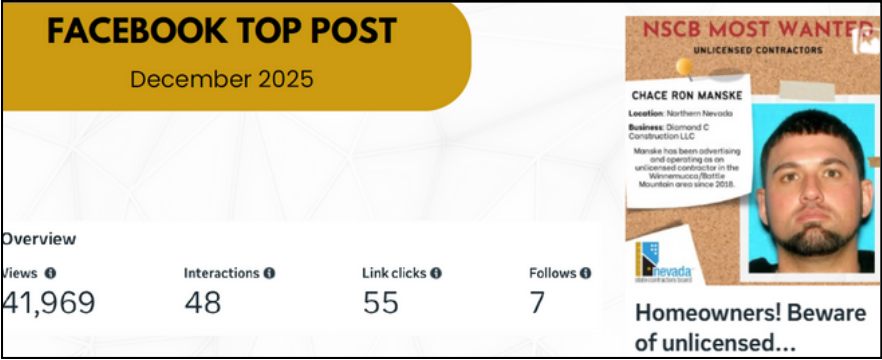 FACEBOOK TOP POST
December 2025
Overview
Views
Interactions
Link clicks
Follows
41,969
48
55
7
NSCB MOST WANTED
UNLICENSED CONTRACTORS
CHACE RON MANSKE
Location: Northern Nevada
Business: Diamond C
Construction LLC
Manske has been advertising
and operating as an
unlicensed contractor in the
Winnemucca/Battle
Mountain area since 2018.
nevada
state contractors board
Homeowners! Beware
of unlicensed...